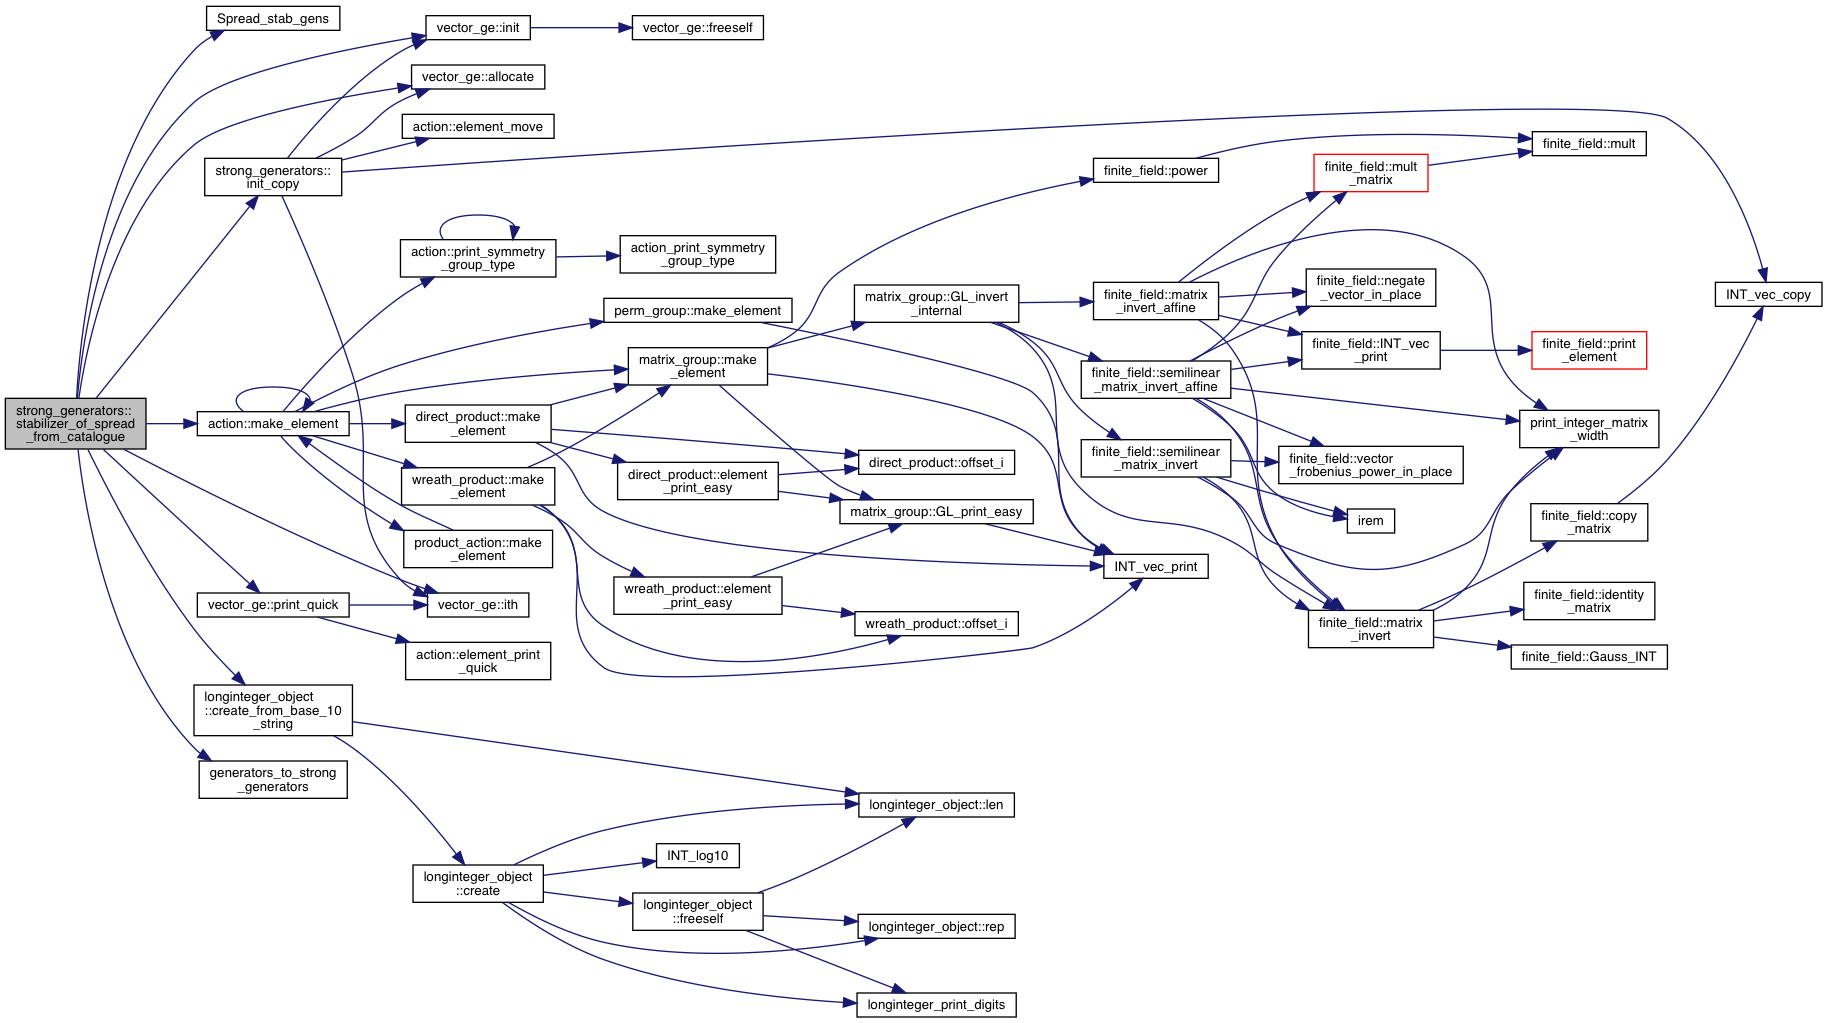 strong_generators::
stabilizer_of_spread
_from_catalogue
Spread_stab_gens
vector_ge::init
vector_ge::freeself
vector_ge::allocate
action::element_move
strong_generators::
init_copy
action::print_symmetry
_group_type
action_print_symmetry
_group_type
perm_group::make_element
matrix_group::make
_element
action::make_element
direct_product::make
_element
wreath_product::make
_element
product_action::make
_element
direct_product::element
_print_easy
direct_product::offset_i
matrix_group::GL_print_easy
wreath_product::element
_print_easy
wreath_product::offset_i
vector_ge::print_quick
vector_ge::ith
action::element_print
_quick
longinteger_object
::create_from_base_10
_string
generators_to_strong
_generators
longinteger_object
::create
longinteger_object::len
INT_log10
longinteger_object
::freeself
longinteger_object::rep
longinteger_print_digits
matrix_group::GL_invert
_internal
finite_field::power
finite_field::matrix
_invert_affine
finite_field::semilinear
_matrix_invert_affine
finite_field::semilinear
_matrix_invert
INT_vec_print
finite_field::mult
_matrix
finite_field::mult
finite_field::negate
_vector_in_place
finite_field::INT_vec
_print
finite_field::print
_element
print_integer_matrix
_width
finite_field::vector
_frobenius_power_in_place
irem
finite_field::copy
_matrix
finite_field::matrix
_invert
finite_field::identity
_matrix
finite_field::Gauss_INT
INT_vec_copy